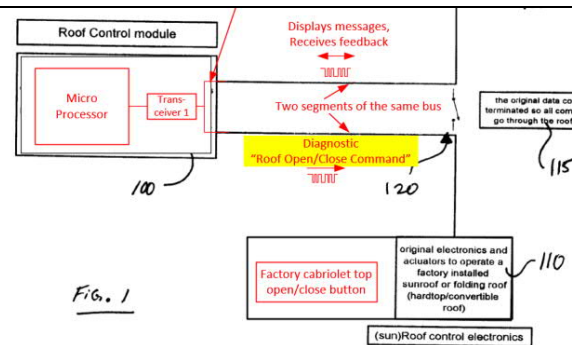 Roof Control module
Displays messages,
Receives feedback
Micro
Processor
Trans-
ceiver 1
Two segments of the same bus
the original data co
terminated so all com
go through the roof
Diagnostic
"Roof Open/Close Command"
100
120
115
Factory cabriolet top
open/close button
original electronics and
actuators to operate a
factory installed
sunroof or folding roof
(hardtop/convertible
roof)
110
FIG. 1
(sun)Roof control electronics